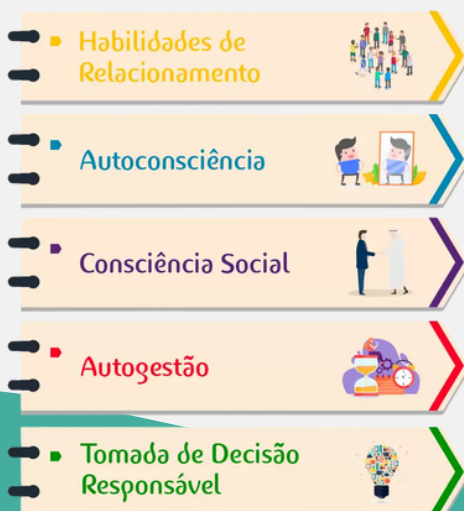 Habilidades de
Relacionamento
Autoconsciência
Consciência Social
Autogestão
Tomada de Decisão
Responsável